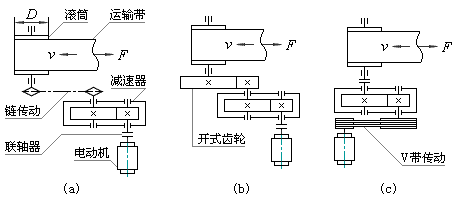 D 滚筒 运输带
v F v F v F
减速器
链传动
联轴器
电动机
开式齿轮
V带传动
(a) (b) (c)